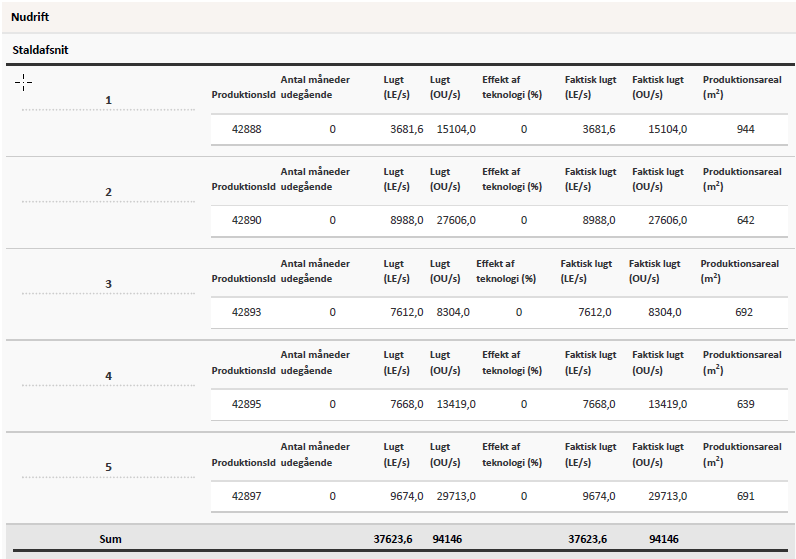 Nudrift
Staldafsnit
Antal måneder Lugt Lugt Effekt af Faktisk lugt Faktisk lugt Produktionsareal
1 ProduktionsId udegående (LE/s) (OU/s) teknologi (%) (LE/s) (OU/s) (m²)
42888 0 3681,6 15104,0 0 3681,6 15104,0 944
Antal måneder Lugt Lugt Effekt af Faktisk lugt Faktisk lugt Produktionsareal
2 ProduktionsId udegående (LE/s) (OU/s) teknologi (%) (LE/s) (OU/s) (m²)
42890 0 8988,0 27606,0 0 8988,0 27606,0 642
Antal måneder Lugt Lugt Effekt af Faktisk lugt Faktisk lugt Produktionsareal
3 ProduktionsId udegående (LE/s) (OU/s) teknologi (%) (LE/s) (OU/s) (m²)
42893 0 7612,0 8304,0 0 7612,0 8304,0 692
Antal måneder Lugt Lugt Effekt af Faktisk lugt Faktisk lugt Produktionsareal
4 ProduktionsId udegående (LE/s) (OU/s) teknologi (%) (LE/s) (OU/s) (m²)
42895 0 7668,0 13419,0 0 7668,0 13419,0 639
Antal måneder Lugt Lugt Effekt af Faktisk lugt Faktisk lugt Produktionsareal
5 ProduktionsId udegående (LE/s) (OU/s) teknologi (%) (LE/s) (OU/s) (m²)
42897 0 9674,0 29713,0 0 9674,0 29713,0 691
Sum 37623,6 94146 37623,6 94146